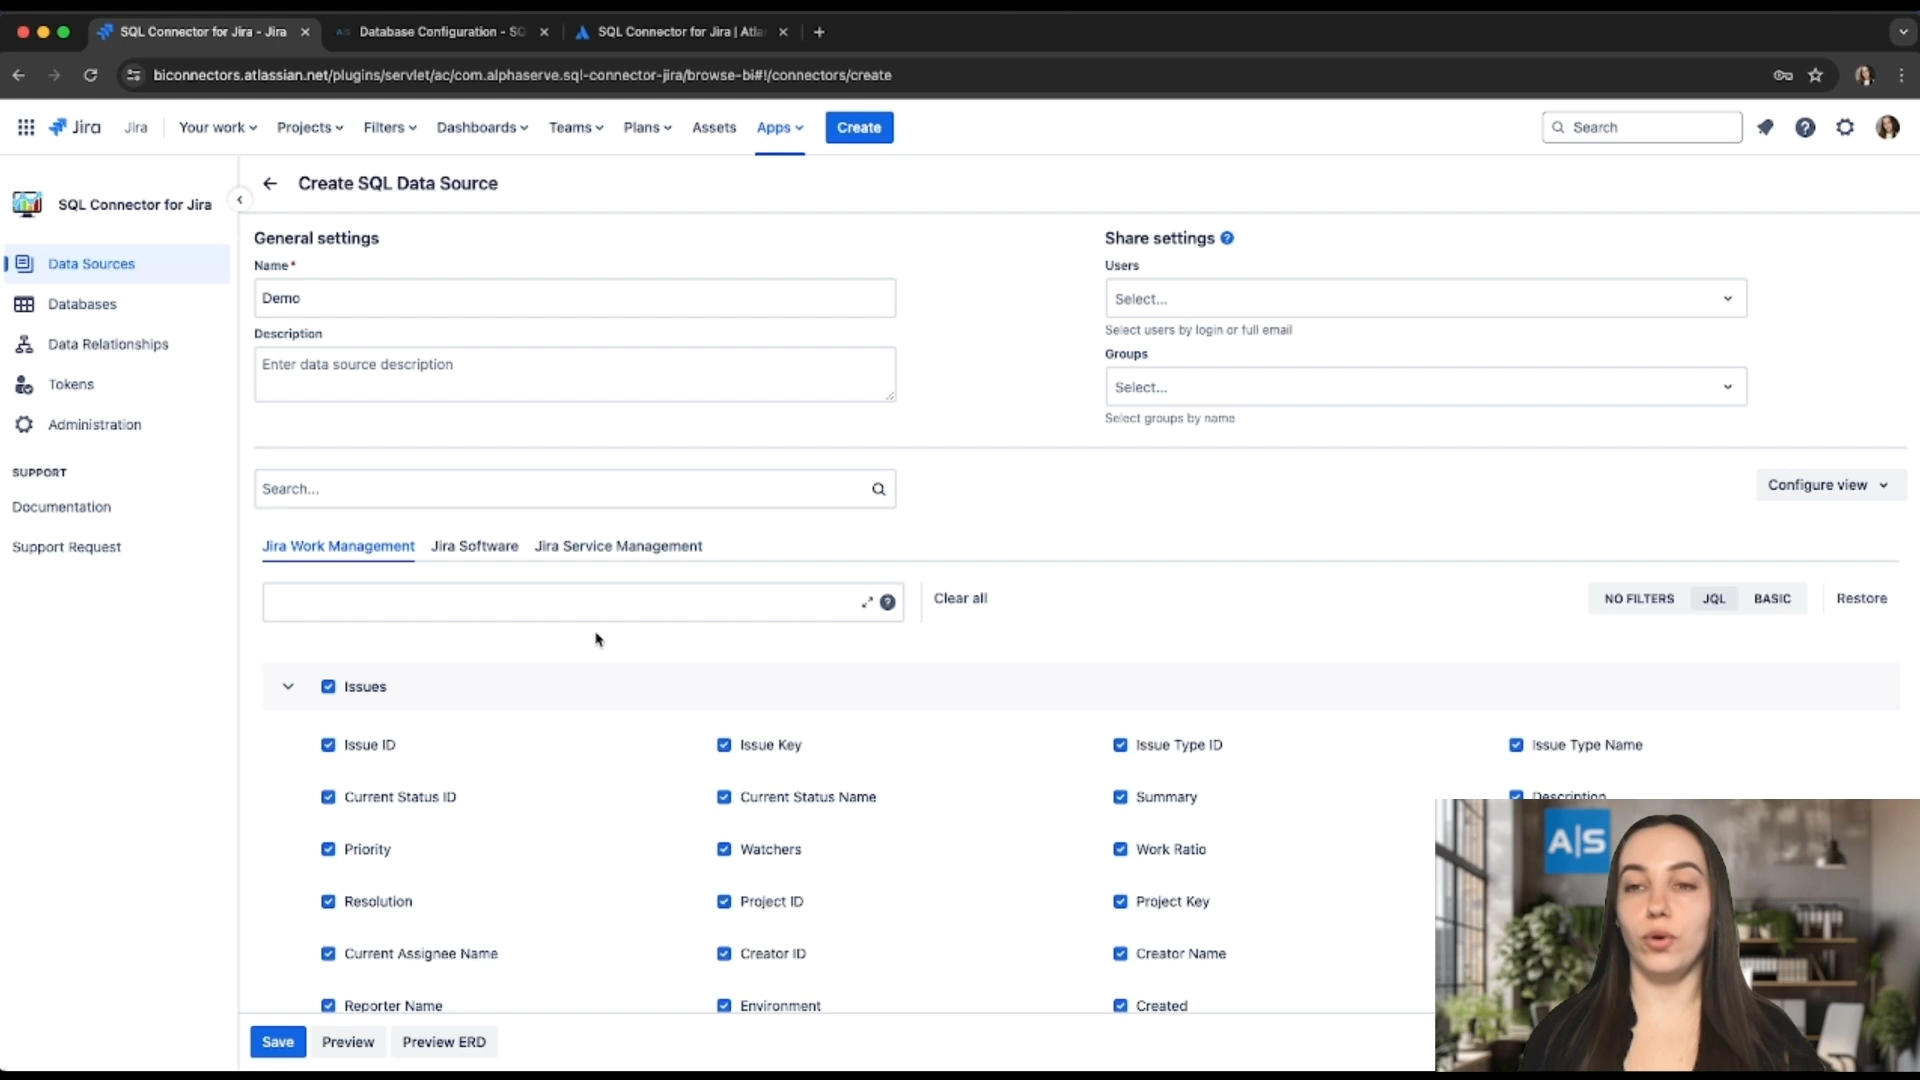 SQL Connector for Jira - Jira
Database Configuration - SQ
SQL Connector for Jira | Atla
biconnectors.atlassian.net/plugins/servlet/ac/com.alphaserve.sql-connector-jira/browse-bi#!/connectors/create
Jira
Jira
Your work
Projects
Filters
Dashboards
Teams
Plans
Assets
Apps
Create
Search
SQL Connector for Jira
Create SQL Data Source
Data Sources
Databases
Data Relationships
Tokens
Administration
SUPPORT
Documentation
Support Request
General settings
Name*
Demo
Description
Enter data source description
Share settings
Users
Select...
Select users by login or full email
Groups
Select...
Select groups by name
Search...
Configure view
Jira Work Management
Jira Software
Jira Service Management
Clear all
NO FILTERS
JQL
BASIC
Restore
Issues
Issue ID
Issue Key
Issue Type ID
Issue Type Name
Current Status ID
Current Status Name
Summary
Description
Priority
Watchers
Work Ratio
Resolution
Project ID
Project Key
Current Assignee Name
Creator ID
Creator Name
Reporter Name
Environment
Created
Save
Preview
Preview ERD
A|S